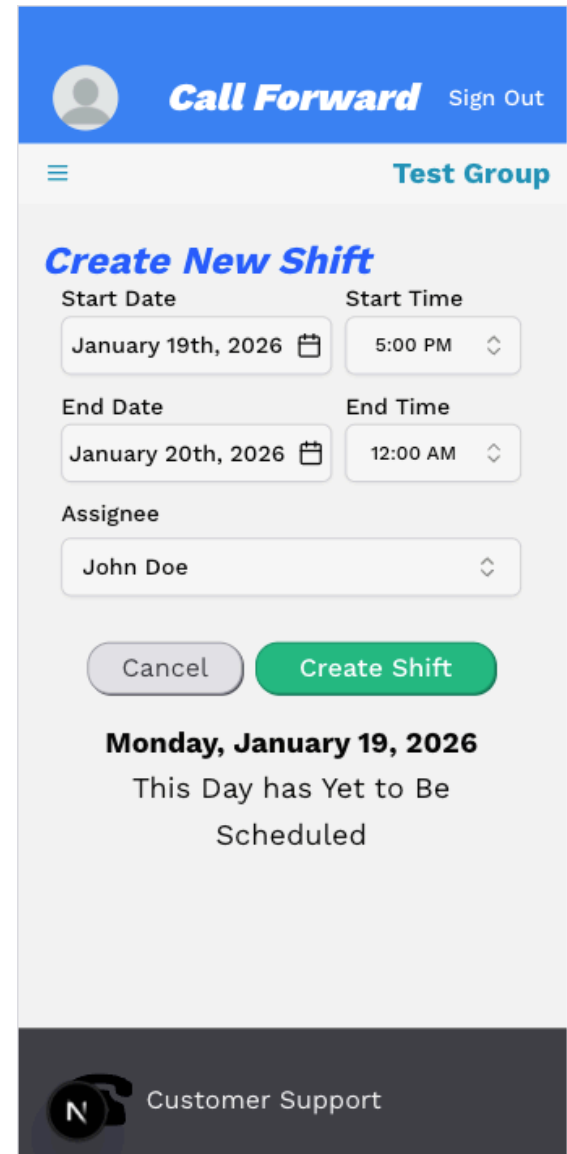 Call Forward Sign Out
Test Group
Create New Shift
Start Date Start Time
January 19th, 2026 5:00 PM
End Date End Time
January 20th, 2026 12:00 AM
Assignee
John Doe
Cancel Create Shift
Monday, January 19, 2026
This Day has Yet to Be
Scheduled
N Customer Support